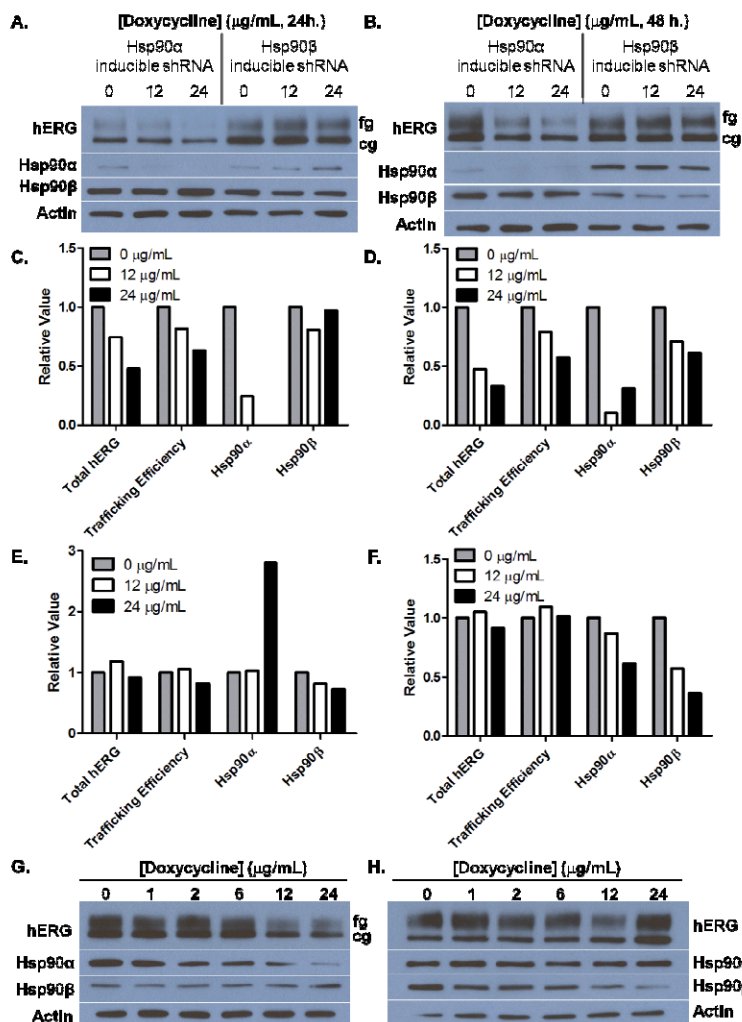 A.
[Doxycycline] (µg/mL, 24h.)
Hsp90α inducible shRNA
Hsp90β inducible shRNA
0 12 24 0 12 24
hERG
fg
cg
Hsp90α
Hsp90β
Actin
B.
[Doxycycline] (µg/mL, 48 h.)
Hsp90α inducible shRNA
Hsp90β inducible shRNA
0 12 24 0 12 24
hERG
fg
cg
Hsp90α
Hsp90β
Actin
C.
Relative Value
1.5
1.0
0.5
0.0
0 µg/mL
12 µg/mL
24 µg/mL
Total hERG
Trafficking Efficiency
Hsp90α
Hsp90β
D.
Relative Value
1.5
1.0
0.5
0.0
0 µg/mL
12 µg/mL
24 µg/mL
Total hERG
Trafficking Efficiency
Hsp90α
Hsp90β
E.
Relative Value
3
2
1
0
0 µg/mL
12 µg/mL
24 µg/mL
Total hERG
Trafficking Efficiency
Hsp90α
Hsp90β
F.
Relative Value
1.5
1.0
0.5
0.0
0 µg/mL
12 µg/mL
24 µg/mL
Total hERG
Trafficking Efficiency
Hsp90α
Hsp90β
G.
[Doxycycline] (µg/mL)
0 1 2 6 12 24
hERG
fg
cg
Hsp90α
Hsp90β
Actin
H.
[Doxycycline] (µg/mL)
0 1 2 6 12 24
hERG
Hsp90
Hsp90
Actin